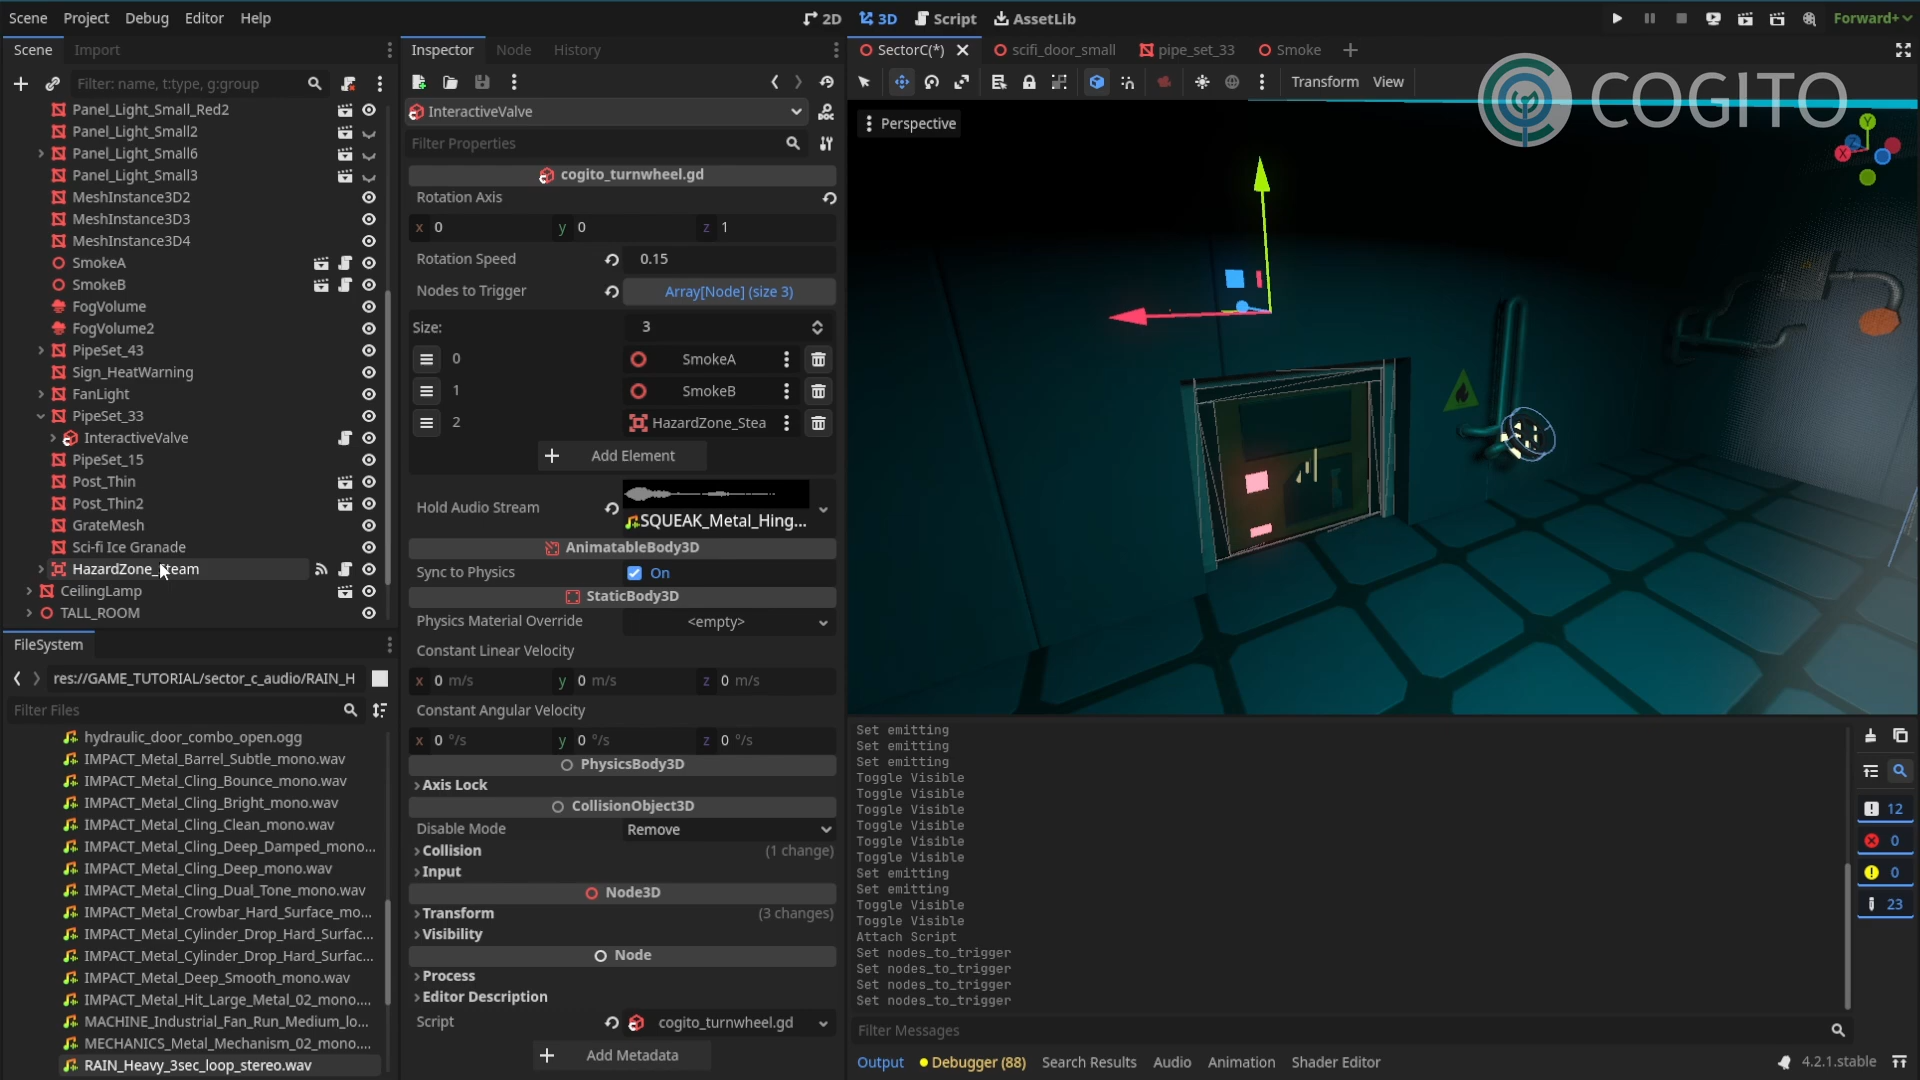 Scene Project Debug Editor Help
2D 3D Script AssetLib
Forward+
Scene Import
Filter: name, t:type, g:group
Panel_Light_Small_Red2
Panel_Light_Small2
Panel_Light_Small6
Panel_Light_Small3
MeshInstance3D2
MeshInstance3D3
MeshInstance3D4
SmokeA
SmokeB
FogVolume
FogVolume2
PipeSet_43
Sign_HeatWarning
FanLight
PipeSet_33
InteractiveValve
PipeSet_15
Post_Thin
Post_Thin2
GrateMesh
Sci-fi Ice Granade
HazardZone_Steam
CeilingLamp
TALL_ROOM
FileSystem
res://GAME_TUTORIAL/sector_c_audio/RAIN_H
Filter Files
hydraulic_door_combo_open.ogg
IMPACT_Metal_Barrel_Subtle_mono.wav
IMPACT_Metal_Cling_Bounce_mono.wav
IMPACT_Metal_Cling_Bright_mono.wav
IMPACT_Metal_Cling_Clean_mono.wav
IMPACT_Metal_Cling_Deep_Damped_mono...
IMPACT_Metal_Cling_Deep_mono.wav
IMPACT_Metal_Cling_Dual_Tone_mono.wav
IMPACT_Metal_Crowbar_Hard_Surface_mo...
IMPACT_Metal_Cylinder_Drop_Hard_Surfac...
IMPACT_Metal_Cylinder_Drop_Hard_Surfac...
IMPACT_Metal_Deep_Smooth_mono.wav
IMPACT_Metal_Hit_Large_Metal_02_mono....
MACHINE_Industrial_Fan_Run_Medium_lo...
MECHANICS_Metal_Mechanism_02_mono....
RAIN_Heavy_3sec_loop_stereo.wav
Inspector Node History
InteractiveValve
Filter Properties
cogito_turnwheel.gd
Rotation Axis
x 0 y 0 z 1
Rotation Speed 0.15
Nodes to Trigger Array[Node] (size 3)
Size: 3
0 SmokeA
1 SmokeB
2 HazardZone_Stea
Add Element
Hold Audio Stream
SQUEAK_Metal_Hing...
AnimatableBody3D
Sync to Physics On
StaticBody3D
Physics Material Override <empty>
Constant Linear Velocity
x 0 m/s y 0 m/s z 0 m/s
Constant Angular Velocity
x 0 °/s y 0 °/s z 0 °/s
PhysicsBody3D
Axis Lock
CollisionObject3D
Disable Mode Remove
Collision (1 change)
Input
Node3D
Transform (3 changes)
Visibility
Node
Process
Editor Description
Script cogito_turnwheel.gd
Add Metadata
SectorC(*) scifi_door_small pipe_set_33 Smoke
Transform View
COGITO
Perspective
Y
X
Z
Set emitting
Set emitting
Set emitting
Toggle Visible
Toggle Visible
Toggle Visible
Toggle Visible
Toggle Visible
Toggle Visible
Set emitting
Set emitting
Toggle Visible
Toggle Visible
Attach Script
Set nodes_to_trigger
Set nodes_to_trigger
Set nodes_to_trigger
Set nodes_to_trigger
12
0
0
23
Filter Messages
Output Debugger (88) Search Results Audio Animation Shader Editor
4.2.1.stable